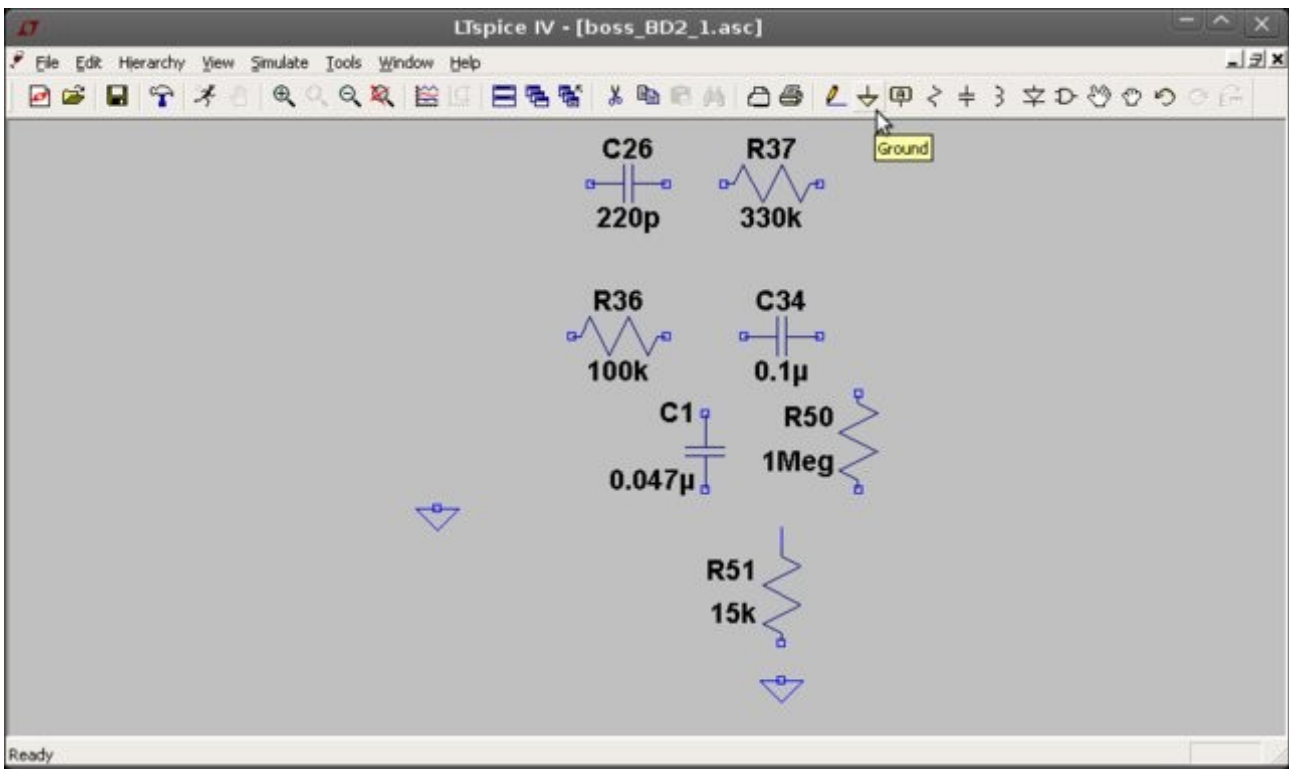 LTspice IV - [boss_BD2_1.asc]
File Edit Hierarchy View Simulate Tools Window Help
Ground
C26
220p
R37
330k
R36
100k
C34
0.1µ
C1
0.047µ
R50
1Meg
R51
15k
Ready